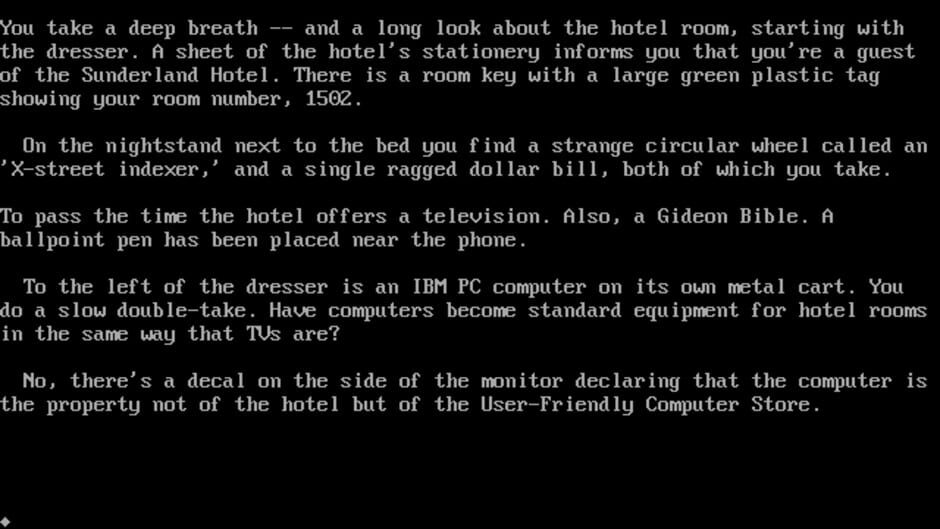 You take a deep breath -- and a long look about the hotel room, starting with
the dresser. A sheet of the hotel's stationery informs you that you're a guest
of the Sunderland Hotel. There is a room key with a large green plastic tag
showing your room number, 1502.
On the nightstand next to the bed you find a strange circular wheel called an
'X-street indexer,' and a single ragged dollar bill, both of which you take.
To pass the time the hotel offers a television. Also, a Gideon Bible. A
ballpoint pen has been placed near the phone.
To the left of the dresser is an IBM PC computer on its own metal cart. You
do a slow double-take. Have computers become standard equipment for hotel rooms
in the same way that TVs are?
No, there's a decal on the side of the monitor declaring that the computer is
the property not of the hotel but of the User-Friendly Computer Store.